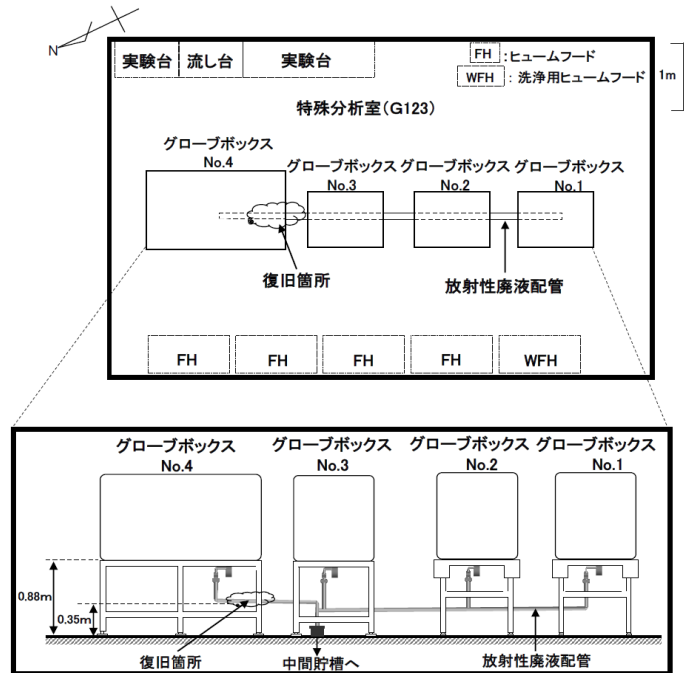 N
実験台
流し台
実験台
FH :ヒュームフード
WFH : 洗浄用ヒュームフード
1m
特殊分析室(G123)
グローブボックス
No.4
グローブボックス
No.3
グローブボックス
No.2
グローブボックス
No.1
復旧箇所
放射性廃液配管
FH
FH
FH
FH
WFH
グローブボックス
No.4
グローブボックス
No.3
グローブボックス
No.2
グローブボックス
No.1
0.88m
0.35m
復旧箇所
中間貯槽へ
放射性廃液配管